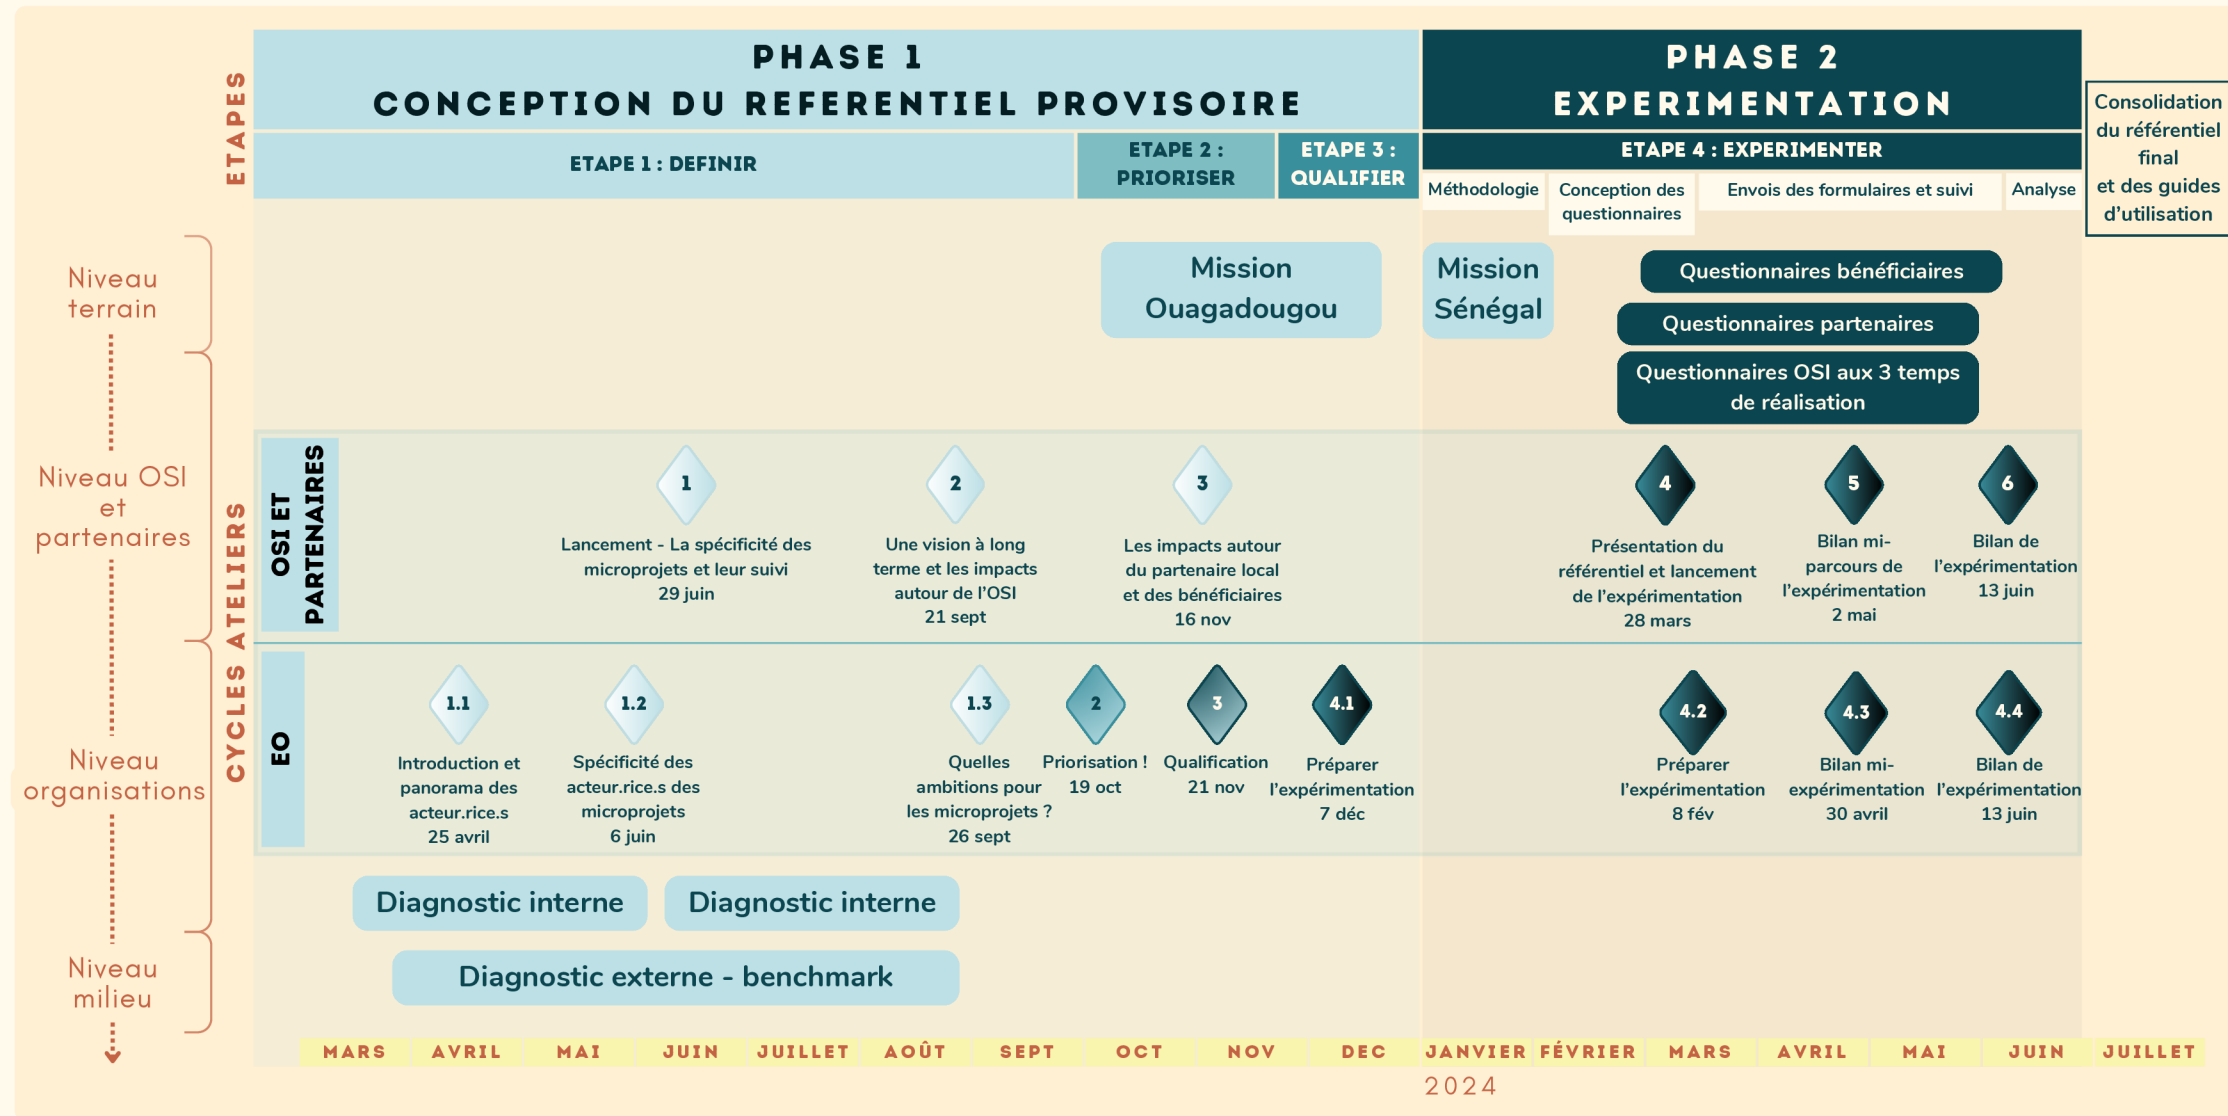 ETAPES
PHASE 1
CONCEPTION DU REFERENTIEL PROVISOIRE
PHASE 2
EXPERIMENTATION
ETAPE 1 : DEFINIR
ETAPE 2 :
PRIORISER
ETAPE 3 :
QUALIFIER
ETAPE 4 : EXPERIMENTER
Méthodologie
Conception des
questionnaires
Envois des formulaires et suivi
Analyse
Consolidation
du référentiel
final
et des guides
d'utilisation
Niveau
terrain
Mission
Ouagadougou
Mission
Sénégal
Questionnaires bénéficiaires
Questionnaires partenaires
Questionnaires OSI aux 3 temps
de réalisation
Niveau OSI
et
partenaires
CYCLES ATELIERS
OSI ET
PARTENAIRES
1
Lancement - La spécificité des
microprojets et leur suivi
29 juin
2
Une vision à long
terme et les impacts
autour de l'OSI
21 sept
3
Les impacts autour
du partenaire local
et des bénéficiaires
16 nov
4
Présentation du
référentiel et lancement
de l'expérimentation
28 mars
5
Bilan mi-
parcours de
l'expérimentation
2 mai
6
Bilan de
l'expérimentation
13 juin
Niveau
organisations
EO
1.1
Introduction et
panorama des
acteur.rice.s
25 avril
1.2
Spécificité des
acteur.rice.s des
microprojets
6 juin
1.3
Quelles
ambitions pour
les microprojets ?
26 sept
2
Priorisation !
19 oct
3
Qualification
21 nov
4.1
Préparer
l'expérimentation
7 déc
4.2
Préparer
l'expérimentation
8 fév
4.3
Bilan mi-
expérimentation
30 avril
4.4
Bilan de
l'expérimentation
13 juin
Diagnostic interne
Diagnostic interne
Niveau
milieu
Diagnostic externe - benchmark
MARS
AVRIL
MAI
JUIN
JUILLET
AOÛT
SEPT
OCT
NOV
DEC
JANVIER
FÉVRIER
MARS
AVRIL
MAI
JUIN
JUILLET
2024